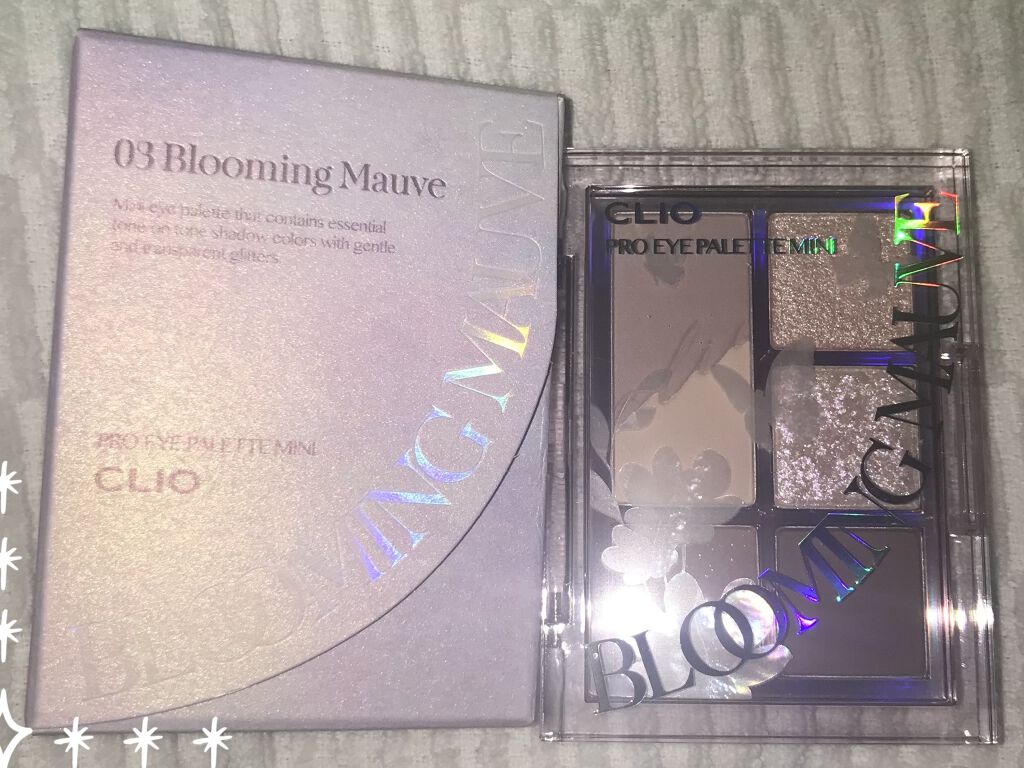 03 Blooming Mauve
Multi eye palette that contains essential
tone on tone shadow colors with gentle
and transparent glitters.
PRO EYE PALETTE MINI
CLIO
BLOOMING MAUVE
CLIO
PRO EYE PALETTE MINI
BLOOMING MAUVE